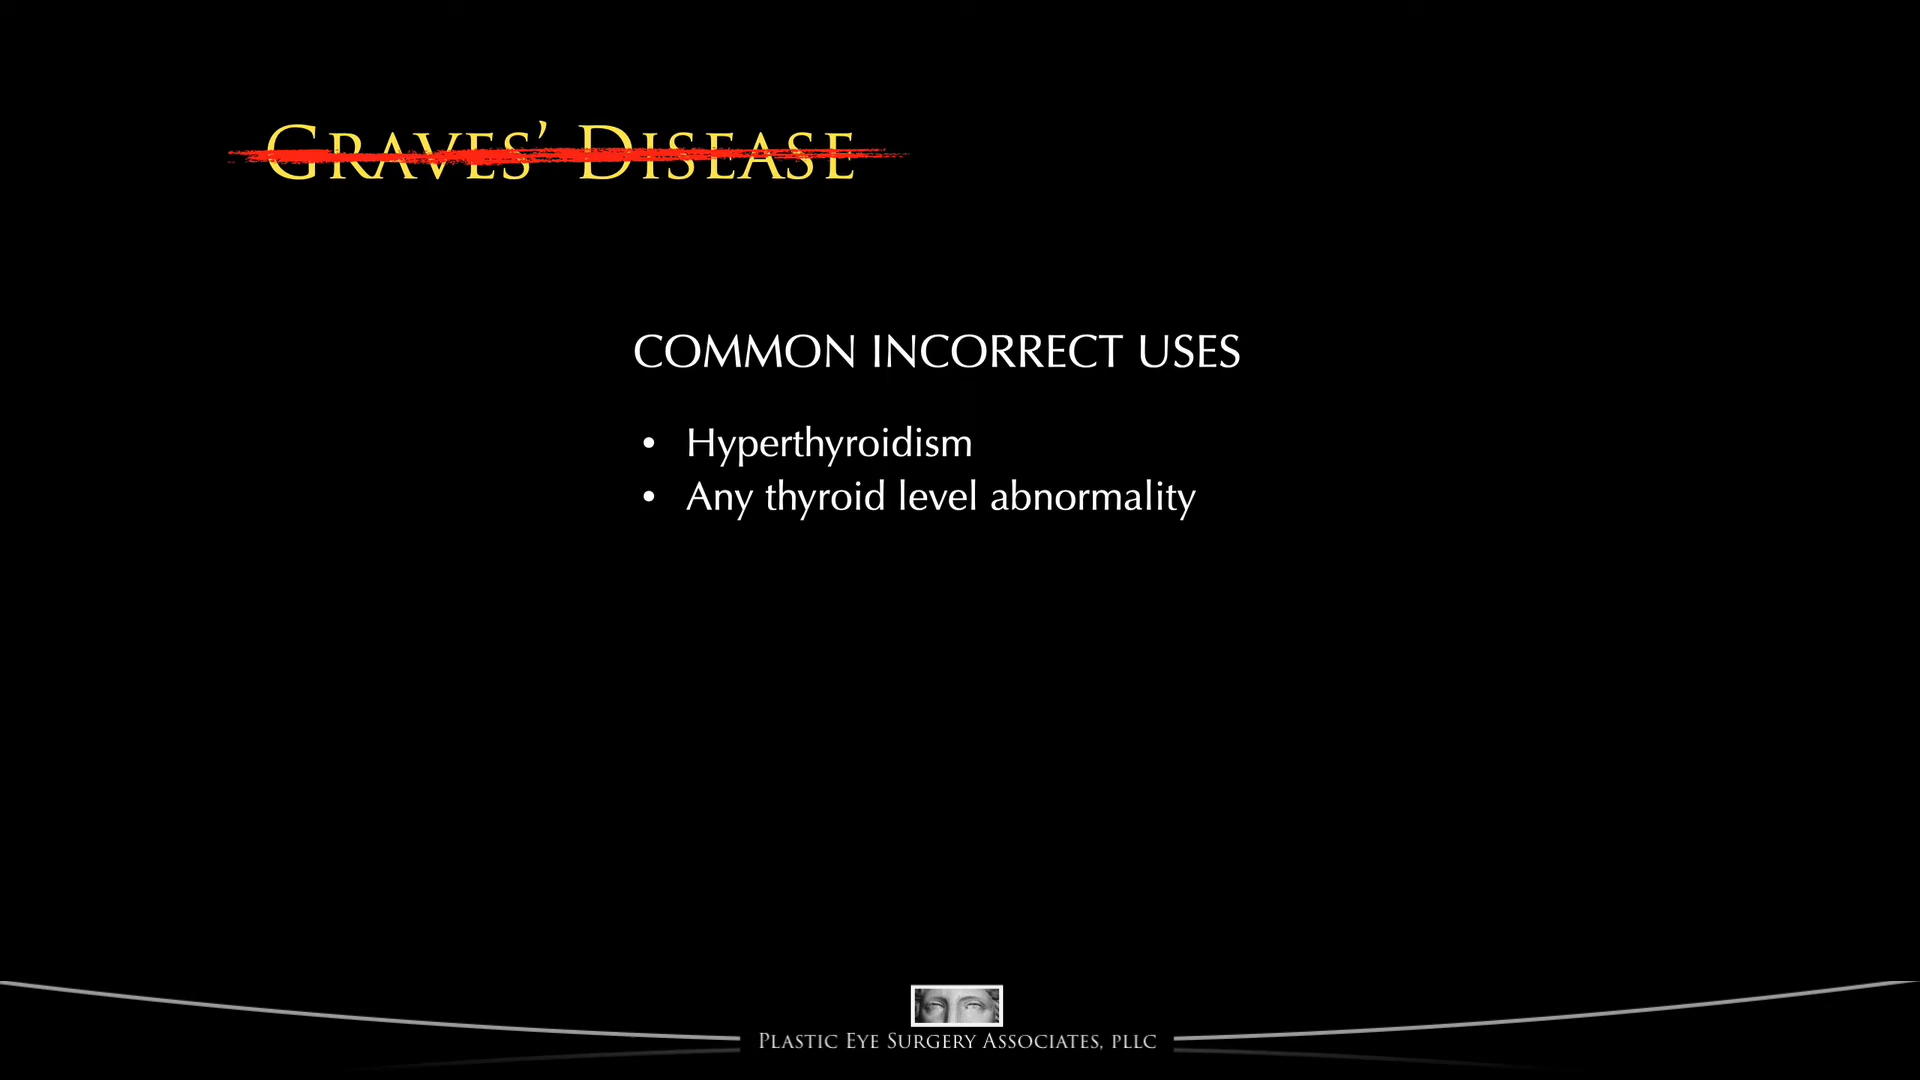 Graves’ Disease
COMMON INCORRECT USES
• Hyperthyroidism
• Any thyroid level abnormality
Plastic Eye Surgery Associates, PLLC